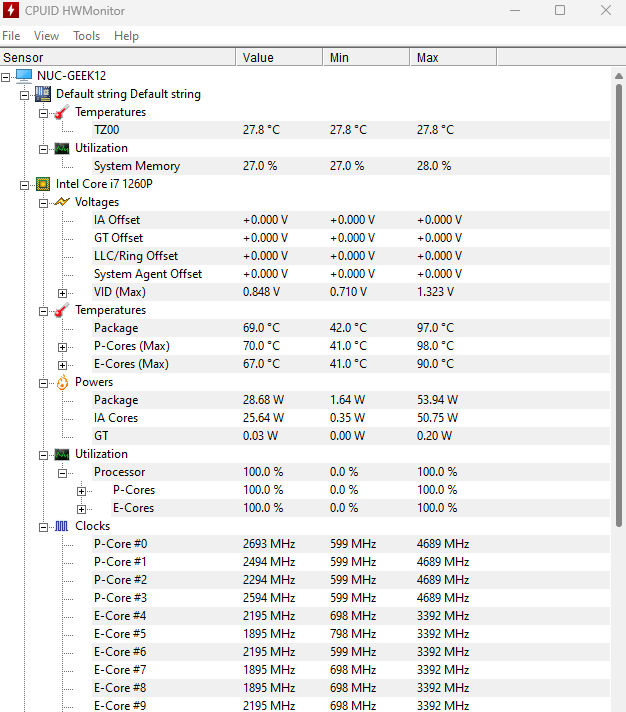 CPUID HWMonitor
File View Tools Help
Sensor Value Min Max
NUC-GEEK12
Default string Default string
Temperatures
TZ00 27.8 °C 27.8 °C 27.8 °C
Utilization
System Memory 27.0 % 27.0 % 28.0 %
Intel Core i7 1260P
Voltages
IA Offset +0.000 V +0.000 V +0.000 V
GT Offset +0.000 V +0.000 V +0.000 V
LLC/Ring Offset +0.000 V +0.000 V +0.000 V
System Agent Offset +0.000 V +0.000 V +0.000 V
VID (Max) 0.848 V 0.710 V 1.323 V
Temperatures
Package 69.0 °C 42.0 °C 97.0 °C
P-Cores (Max) 70.0 °C 41.0 °C 98.0 °C
E-Cores (Max) 67.0 °C 41.0 °C 90.0 °C
Powers
Package 28.68 W 1.64 W 53.94 W
IA Cores 25.64 W 0.35 W 50.75 W
GT 0.03 W 0.00 W 0.20 W
Utilization
Processor 100.0 % 0.0 % 100.0 %
P-Cores 100.0 % 0.0 % 100.0 %
E-Cores 100.0 % 0.0 % 100.0 %
Clocks
P-Core #0 2693 MHz 599 MHz 4689 MHz
P-Core #1 2494 MHz 599 MHz 4689 MHz
P-Core #2 2294 MHz 599 MHz 4689 MHz
P-Core #3 2594 MHz 599 MHz 4689 MHz
E-Core #4 2195 MHz 698 MHz 3392 MHz
E-Core #5 1895 MHz 798 MHz 3392 MHz
E-Core #6 2195 MHz 599 MHz 3392 MHz
E-Core #7 1895 MHz 698 MHz 3392 MHz
E-Core #8 1895 MHz 698 MHz 3392 MHz
E-Core #9 2195 MHz 698 MHz 3392 MHz